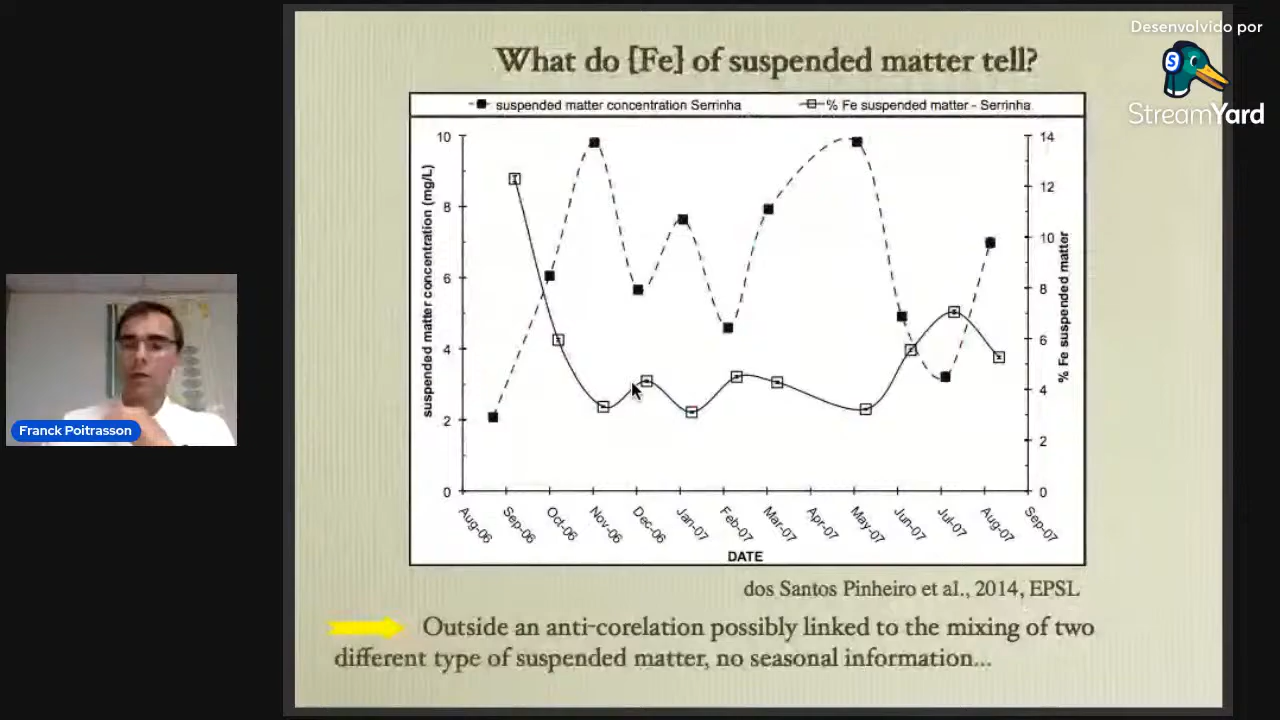 Desenvolvido por
StreamYard
What do [Fe] of suspended matter tell?
suspended matter concentration Serrinha
% Fe suspended matter - Serrinha
suspended matter concentration (mg/L)
10
8
6
4
2
0
14
12
10
8
6
4
2
0
% Fe suspended matter
Aug-06
Sep-06
Oct-06
Nov-06
Dec-06
Jan-07
Feb-07
Mar-07
Apr-07
May-07
Jun-07
Jul-07
Aug-07
Sep-07
DATE
dos Santos Pinheiro et al., 2014, EPSL
Outside an anti-corelation possibly linked to the mixing of two
different type of suspended matter, no seasonal information...
Franck Poitrasson